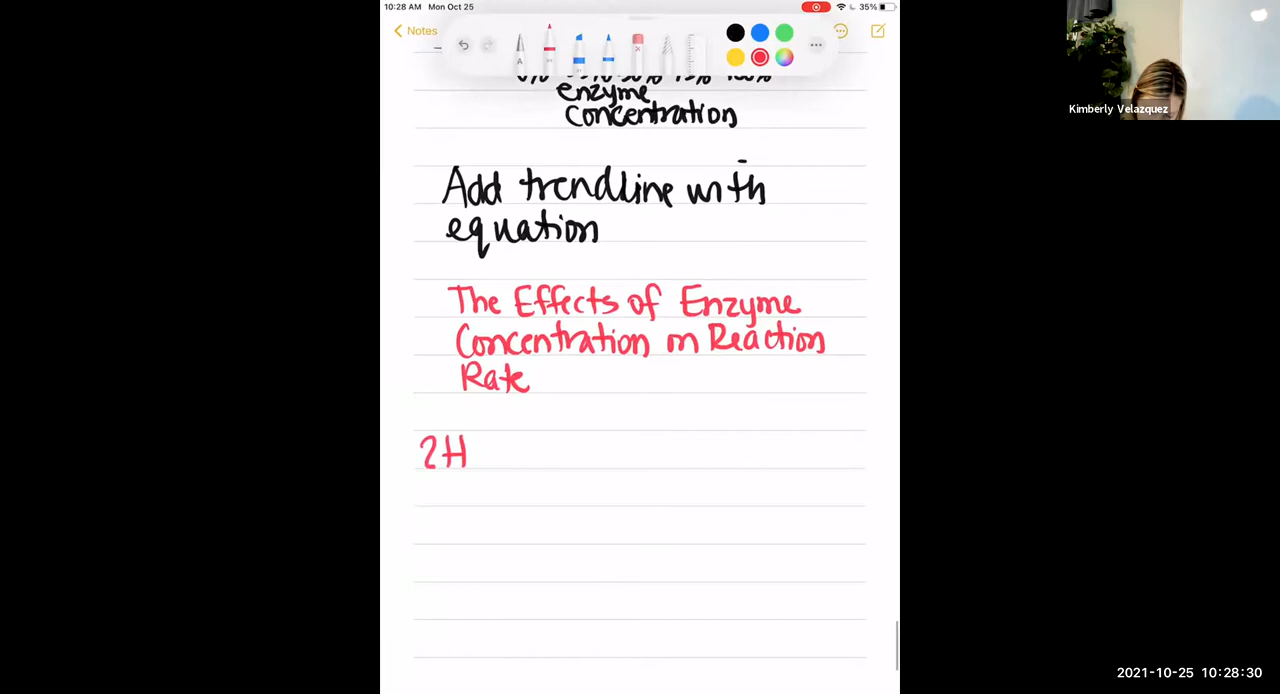 10:28 AM Mon Oct 25
35%
Notes
enzyme
concentration
Add trendline with
equation
The Effects of Enzyme
Concentration on Reaction
Rate
2H
Kimberly Velazquez
2021-10-25 10:28:30